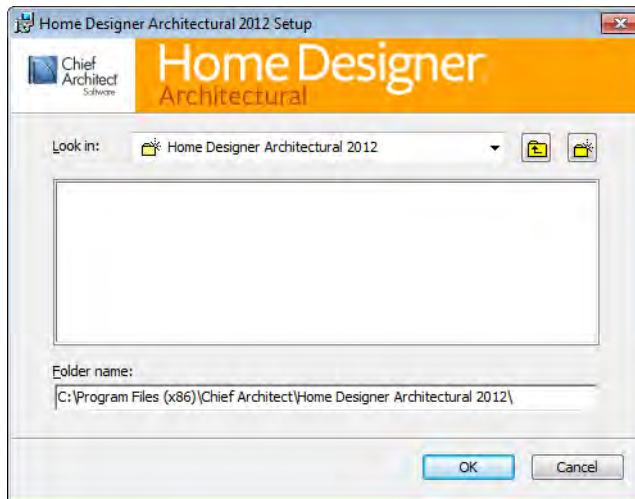 Home Designer Architectural 2012 Setup
Chief
Architect
Software
Home Designer
Architectural
Look in:
Home Designer Architectural 2012
Folder name:
C:\Program Files (x86)\Chief Architect\Home Designer Architectural 2012\
OK
Cancel